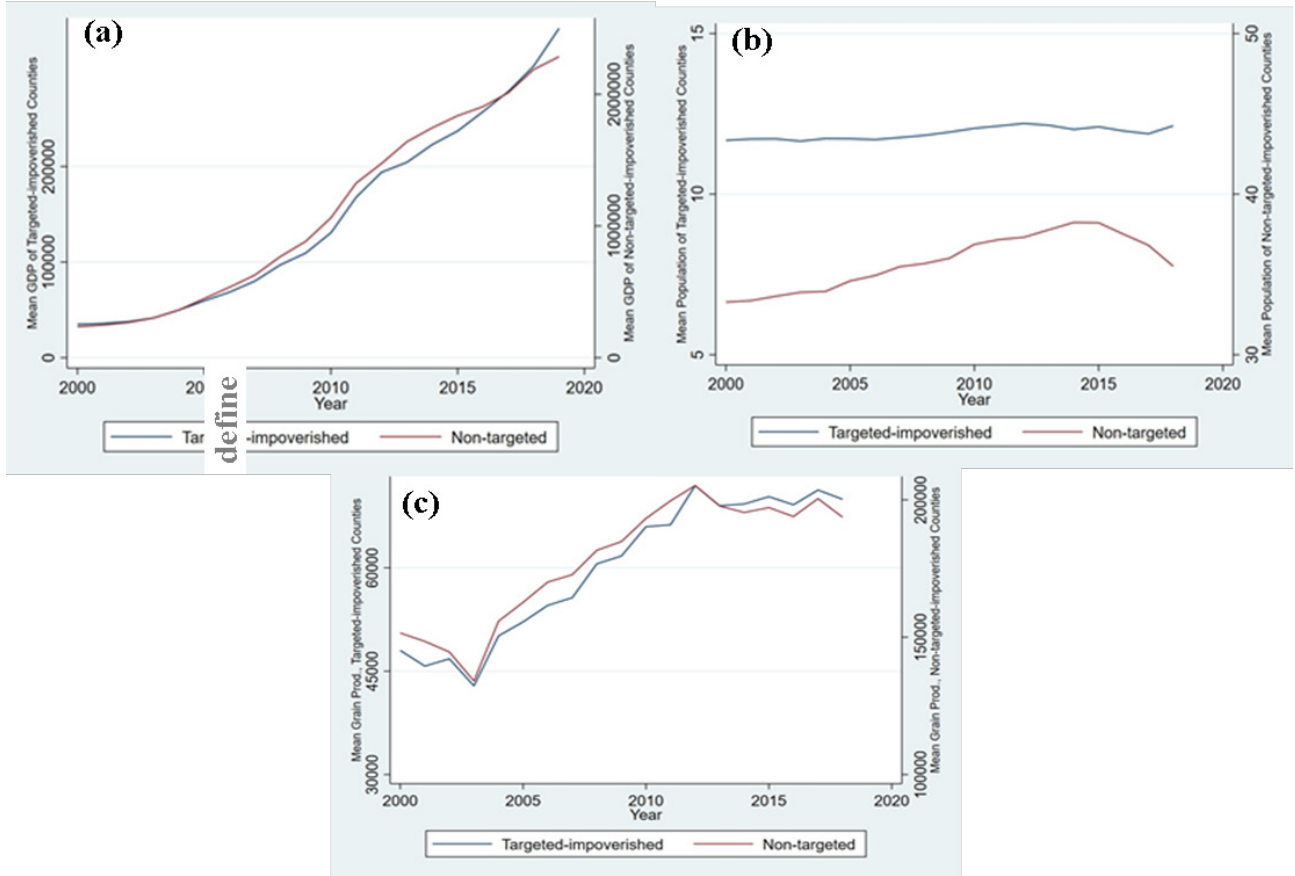 (a)
Mean GDP of Targeted-impoverished Counties
200000
100000
0
Mean GDP of Non-targeted-impoverished Counties
2000000
1000000
0
2000 2010 2015 2020
Year
define
-impoverished Non-targeted
(b)
Mean Population of Targeted-impoverished Counties
15
10
5
Mean Population of Non-targeted-impoverished Counties
50
40
30
2000 2005 2010 2015 2020
Year
Targeted-impoverished Non-targeted
(c)
Mean Grain Prod., Targeted-impoverished Counties
60000
45000
30000
Mean Grain Prod., Non-targeted-impoverished Counties
200000
150000
100000
2000 2005 2010 2015 2020
Year
Targeted-impoverished Non-targeted